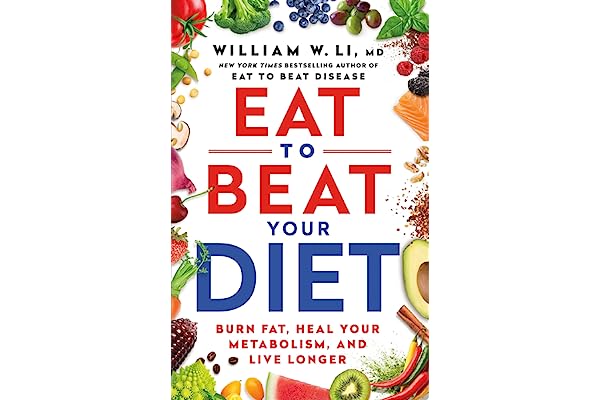 WILLIAM W. LI, MD
NEW YORK TIMES BESTSELLING AUTHOR OF
EAT TO BEAT DISEASE
EAT
TO
BEAT
YOUR
DIET
BURN FAT, HEAL YOUR
METABOLISM, AND
LIVE LONGER